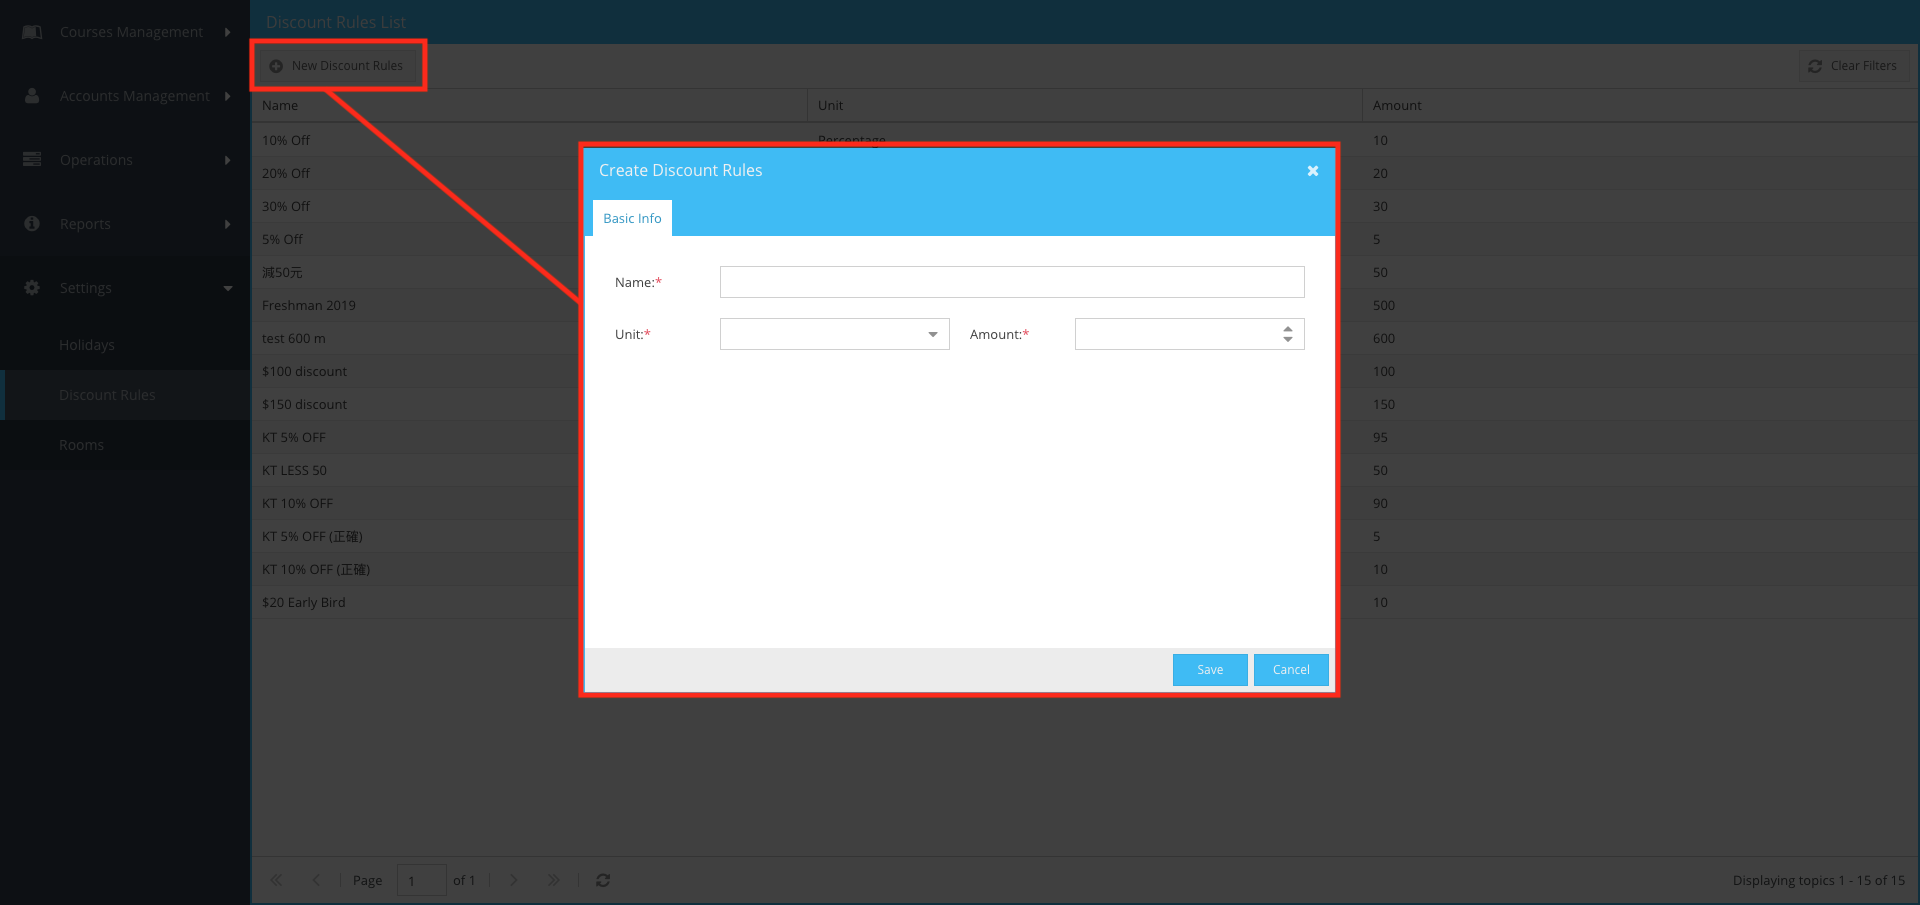 Courses Management
Accounts Management
Operations
Reports
Settings
Holidays
Discount Rules
Rooms
Discount Rules List
New Discount Rules
Clear Filters
Name Unit Amount
10% Off Percentage 10
20% Off 20
30% Off 30
5% Off 5
減50元 50
Freshman 2019 500
test 600 m 600
$100 discount 100
$150 discount 150
KT 5% OFF 95
KT LESS 50 50
KT 10% OFF 90
KT 5% OFF (正確) 5
KT 10% OFF (正確) 10
$20 Early Bird 10
Create Discount Rules
Basic Info
Name:*
Unit:* Amount:*
Save Cancel
Page 1 of 1
Displaying topics 1 - 15 of 15